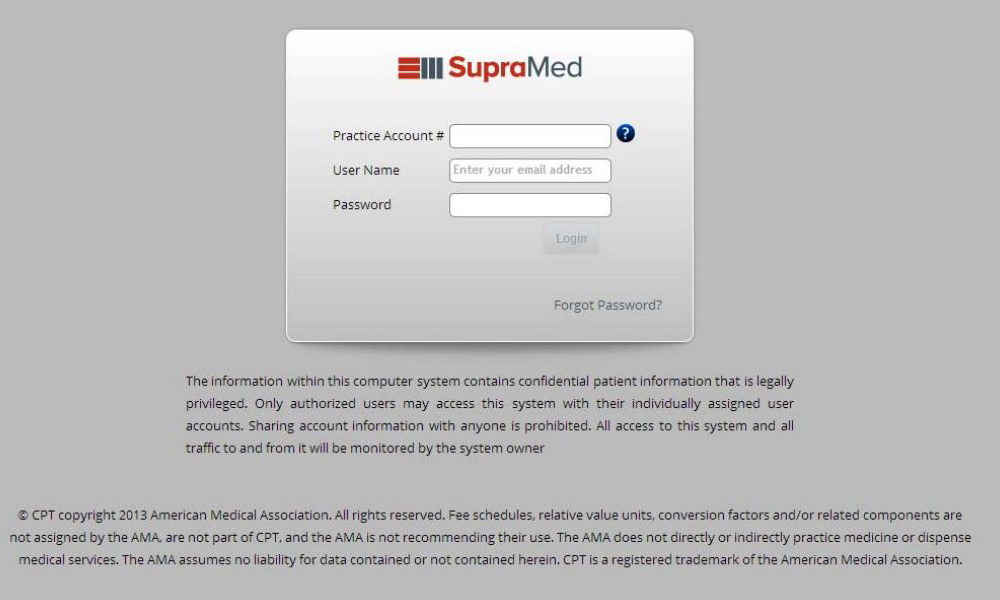 SupraMed
Practice Account #
?
User Name
Enter your email address
Password
Login
Forgot Password?
The information within this computer system contains confidential patient information that is legally
privileged. Only authorized users may access this system with their individually assigned user
accounts. Sharing account information with anyone is prohibited. All access to this system and all
traffic to and from it will be monitored by the system owner
© CPT copyright 2013 American Medical Association. All rights reserved. Fee schedules, relative value units, conversion factors and/or related components are
not assigned by the AMA, are not part of CPT, and the AMA is not recommending their use. The AMA does not directly or indirectly practice medicine or dispense
medical services. The AMA assumes no liability for data contained or not contained herein. CPT is a registered trademark of the American Medical Association.